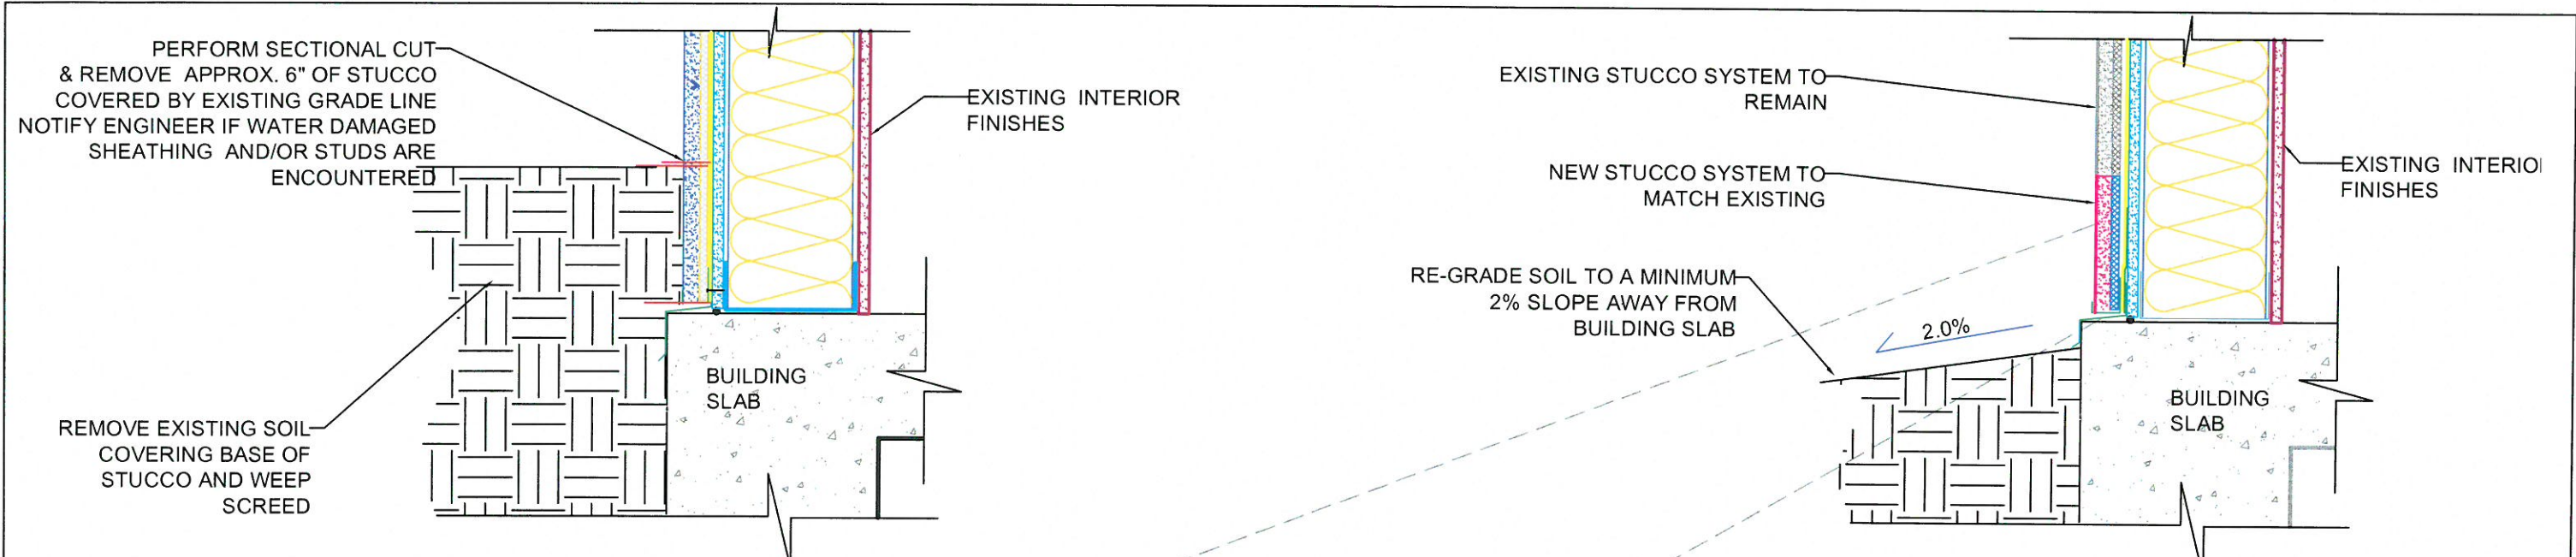 PERFORM SECTIONAL CUT
& REMOVE APPROX. 6" OF STUCCO
COVERED BY EXISTING GRADE LINE
NOTIFY ENGINEER IF WATER DAMAGED
SHEATHING AND/OR STUDS ARE
ENCOUNTERED
EXISTING INTERIOR
FINISHES
BUILDING
SLAB
REMOVE EXISTING SOIL
COVERING BASE OF
STUCCO AND WEEP
SCREED
EXISTING STUCCO SYSTEM TO
REMAIN
NEW STUCCO SYSTEM TO
MATCH EXISTING
RE-GRADE SOIL TO A MINIMUM
2% SLOPE AWAY FROM
BUILDING SLAB
2.0%
EXISTING INTERIOI
FINISHES
BUILDING
SLAB